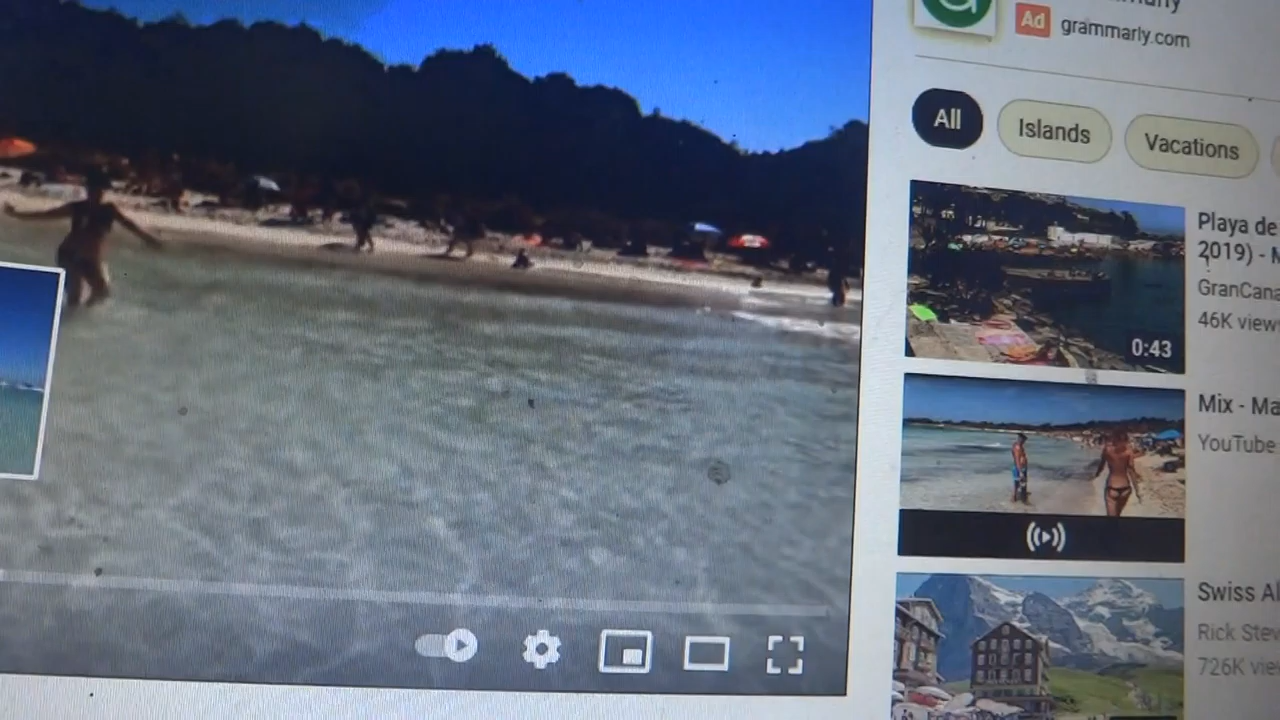 Ad grammarly.com
All Islands Vacations
Playa de
2019) -
GranCana
46K view
0:43
Mix - Ma
YouTube
Swiss Al
Rick Stev
726K vie